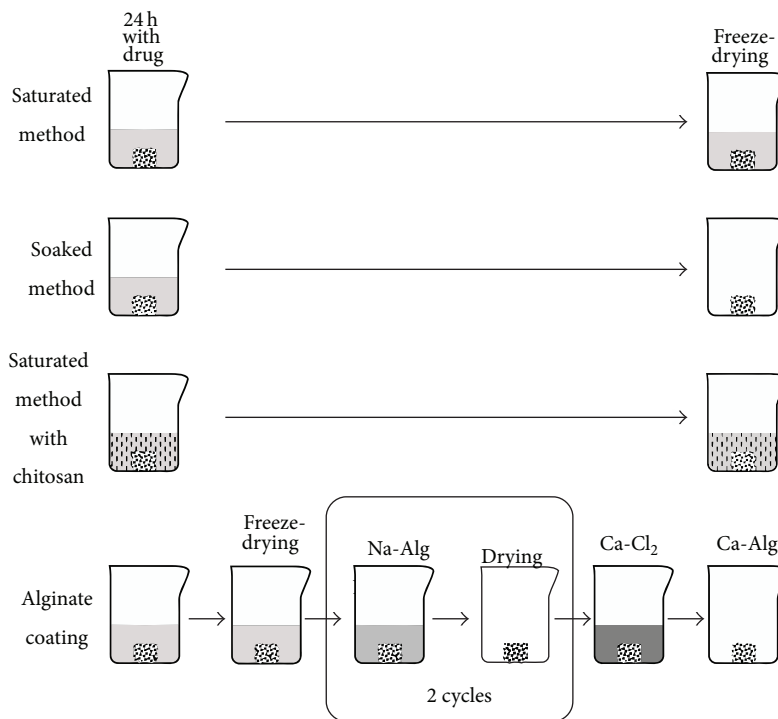 24 h
with
drug
Freeze-
drying
Saturated
method
Soaked
method
Saturated
method
with
chitosan
Freeze-
drying
Na-Alg
Drying
Ca-Cl₂
Ca-Alg
Alginate
coating
2 cycles